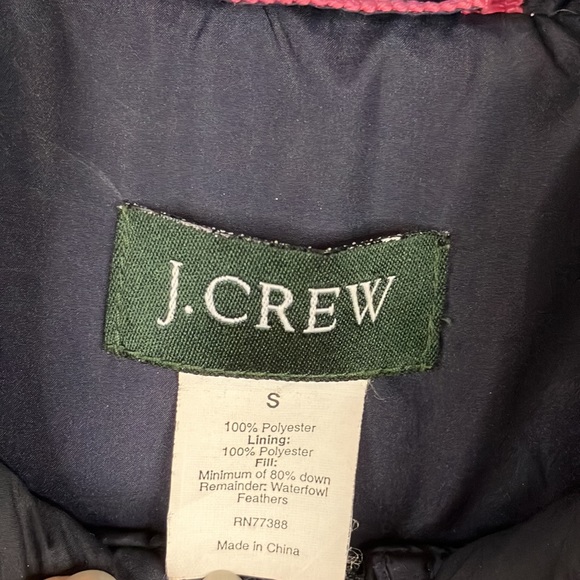 J.CREW
S
100% Polyester
Lining:
100% Polyester
Fill:
Minimum of 80% down
Remainder: Waterfowl
Feathers
RN77388
Made in China